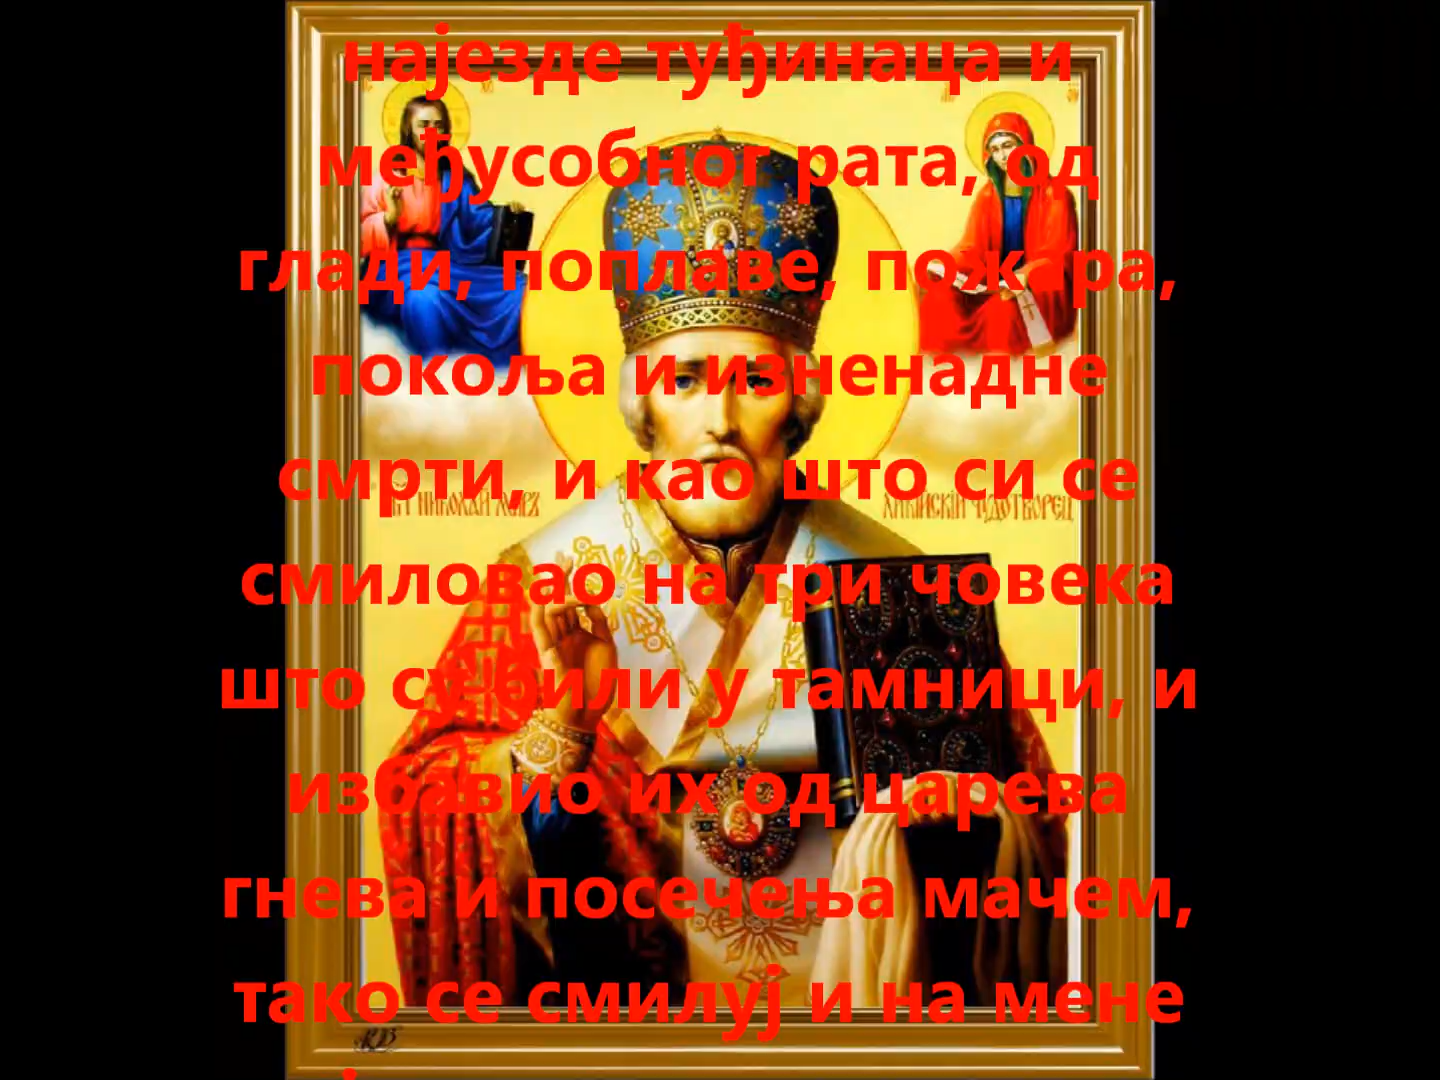 најезде туђинаца и
међусобног рата, од
глади, поплаве, пожара,
покоља и изненадне
смрти, и као што си се
смиловао на три човека
што су били у тамници, и
избавио их од царева
гнева и посечења мачем,
тако се смилуј и на мене